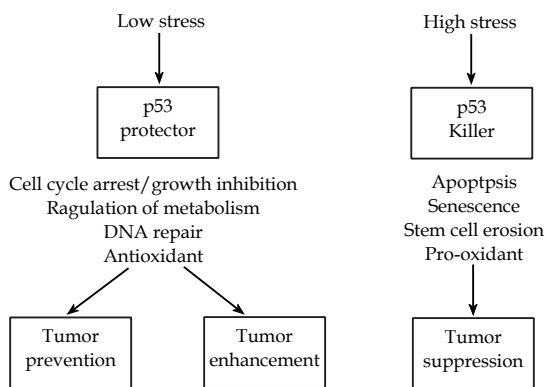 Low stress
p53
protector
Cell cycle arrest/growth inhibition
Ragulation of metabolism
DNA repair
Antioxidant
Tumor
prevention
Tumor
enhancement
High stress
p53
Killer
Apoptpsis
Senescence
Stem cell erosion
Pro-oxidant
Tumor
suppression